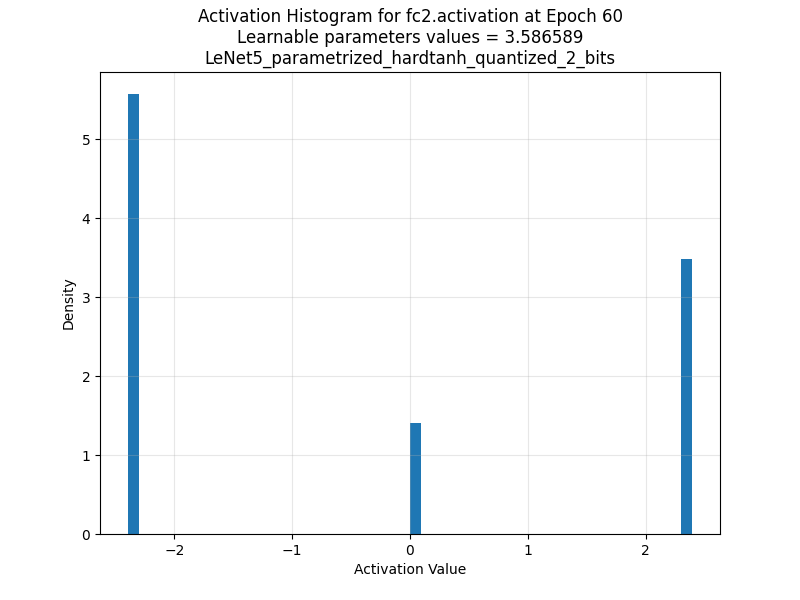 Activation Histogram for fc2.activation at Epoch 60
Learnable parameters values = 3.586589
LeNet5_parametrized_hardtanh_quantized_2_bits
Density
5
4
3
2
1
0
−2
−1
0
1
2
Activation Value